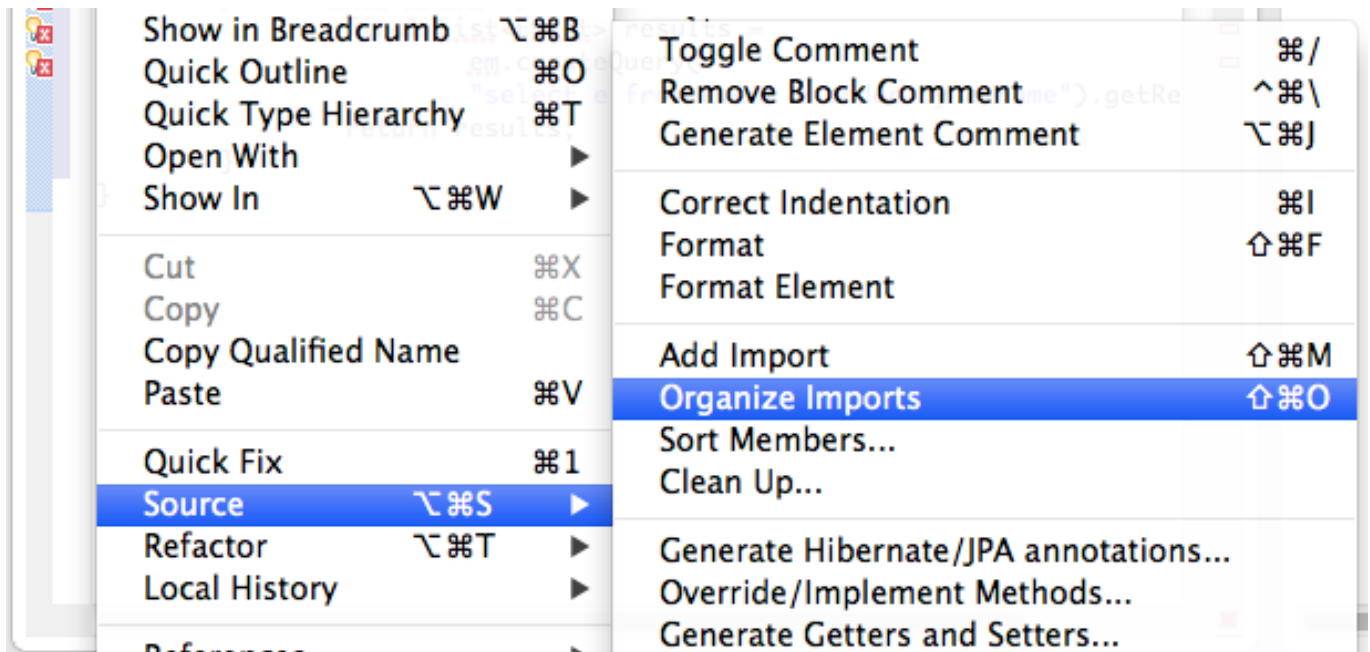 Show in Breadcrumb ⌥⌘B
Quick Outline ⌘O
Quick Type Hierarchy ⌘T
Open With ▶
Show In ⌥⌘W ▶
Cut ⌘X
Copy ⌘C
Copy Qualified Name
Paste ⌘V
Quick Fix ⌘1
Source ⌥⌘S ▶
Refactor ⌥⌘T ▶
Local History ▶
Toggle Comment ⌘/
Remove Block Comment ^⌘\
Generate Element Comment ⌥⌘J
Correct Indentation ⌘I
Format ⇧⌘F
Format Element
Add Import ⇧⌘M
Organize Imports ⇧⌘O
Sort Members...
Clean Up...
Generate Hibernate/JPA annotations...
Override/Implement Methods...
Generate Getters and Setters...